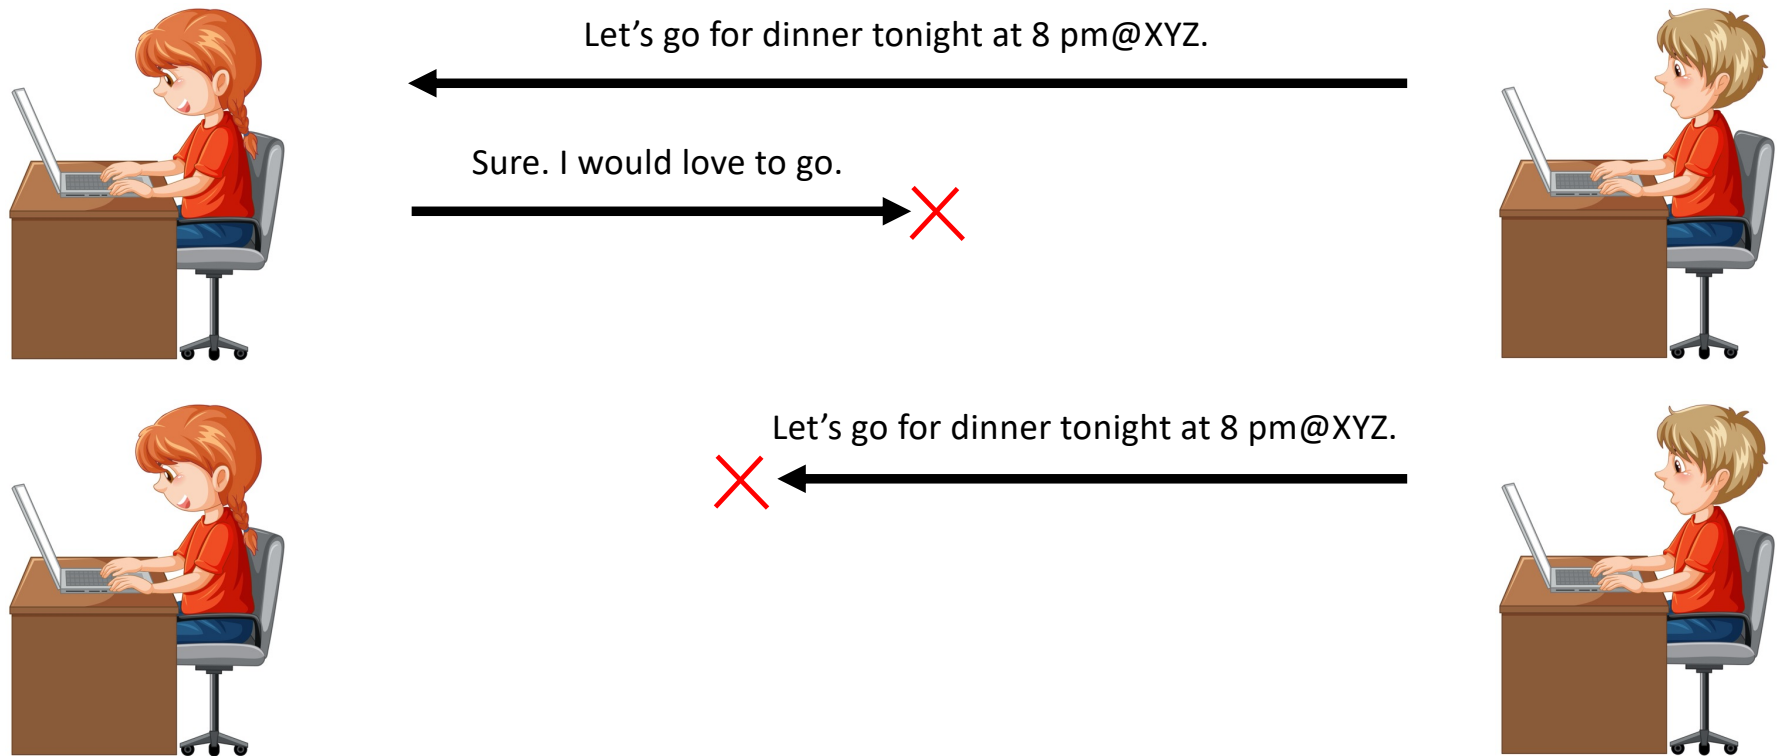 Let’s go for dinner tonight at 8 pm@XYZ.
Sure. I would love to go.
Let’s go for dinner tonight at 8 pm@XYZ.